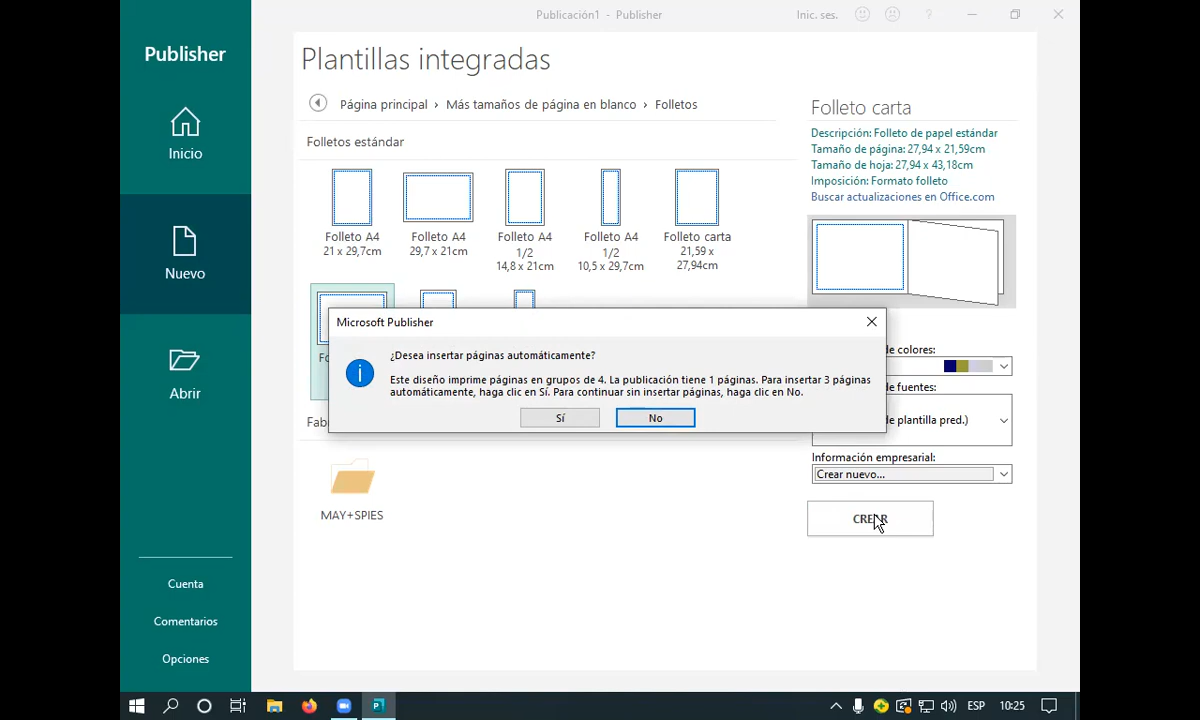 Publicación1 - Publisher
Inic. ses.
?
Publisher
Inicio
Nuevo
Abrir
Cuenta
Comentarios
Opciones
Plantillas integradas
Página principal › Más tamaños de página en blanco › Folletos
Folletos estándar
Folleto A4
21 x 29,7cm
Folleto A4
29,7 x 21cm
Folleto A4
1/2
14,8 x 21cm
Folleto A4
1/2
10,5 x 29,7cm
Folleto carta
21,59 x
27,94cm
MAY+SPIES
Microsoft Publisher
¿Desea insertar páginas automáticamente?
Este diseño imprime páginas en grupos de 4. La publicación tiene 1 páginas. Para insertar 3 páginas
automáticamente, haga clic en Sí. Para continuar sin insertar páginas, haga clic en No.
Sí
No
Folleto carta
Descripción: Folleto de papel estándar
Tamaño de página: 27,94 x 21,59cm
Tamaño de hoja: 27,94 x 43,18cm
Imposición: Formato folleto
Buscar actualizaciones en Office.com
de colores:
de fuentes:
de plantilla pred.)
Información empresarial:
Crear nuevo...
CREAR
ESP
10:25